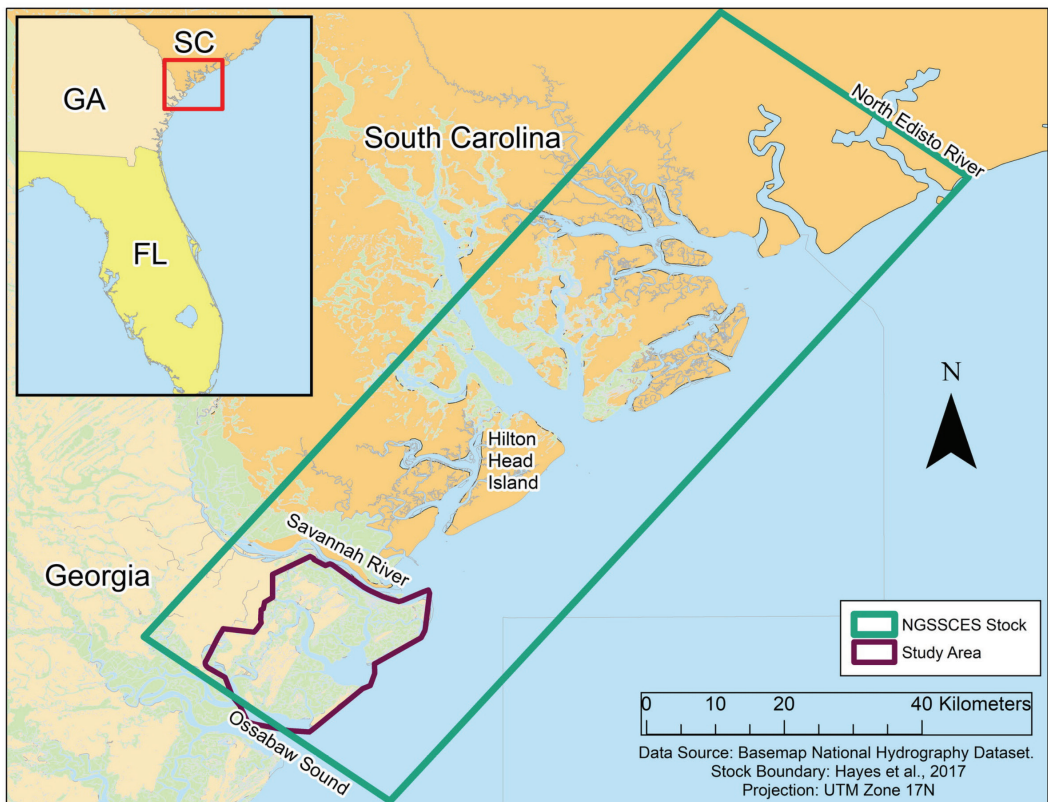 SC
GA
FL
South Carolina
North Edisto River
N
Hilton
Head
Island
Savannah River
Georgia
Ossabaw Sound
NGSSCES Stock
Study Area
0 10 20 40 Kilometers
Data Source: Basemap National Hydrography Dataset.
Stock Boundary: Hayes et al., 2017
Projection: UTM Zone 17N